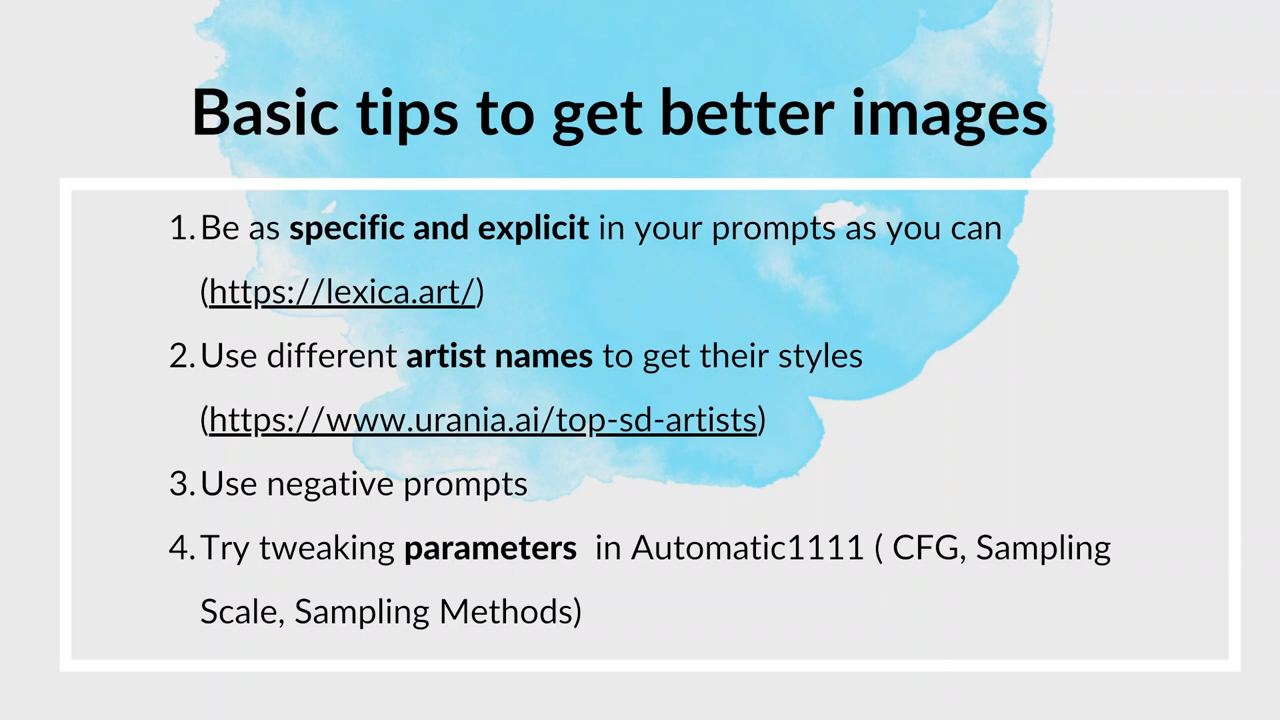 Basic tips to get better images
1. Be as specific and explicit in your prompts as you can
(https://lexica.art/)
2. Use different artist names to get their styles
(https://www.urania.ai/top-sd-artists)
3. Use negative prompts
4. Try tweaking parameters  in Automatic1111 ( CFG, Sampling
Scale, Sampling Methods)